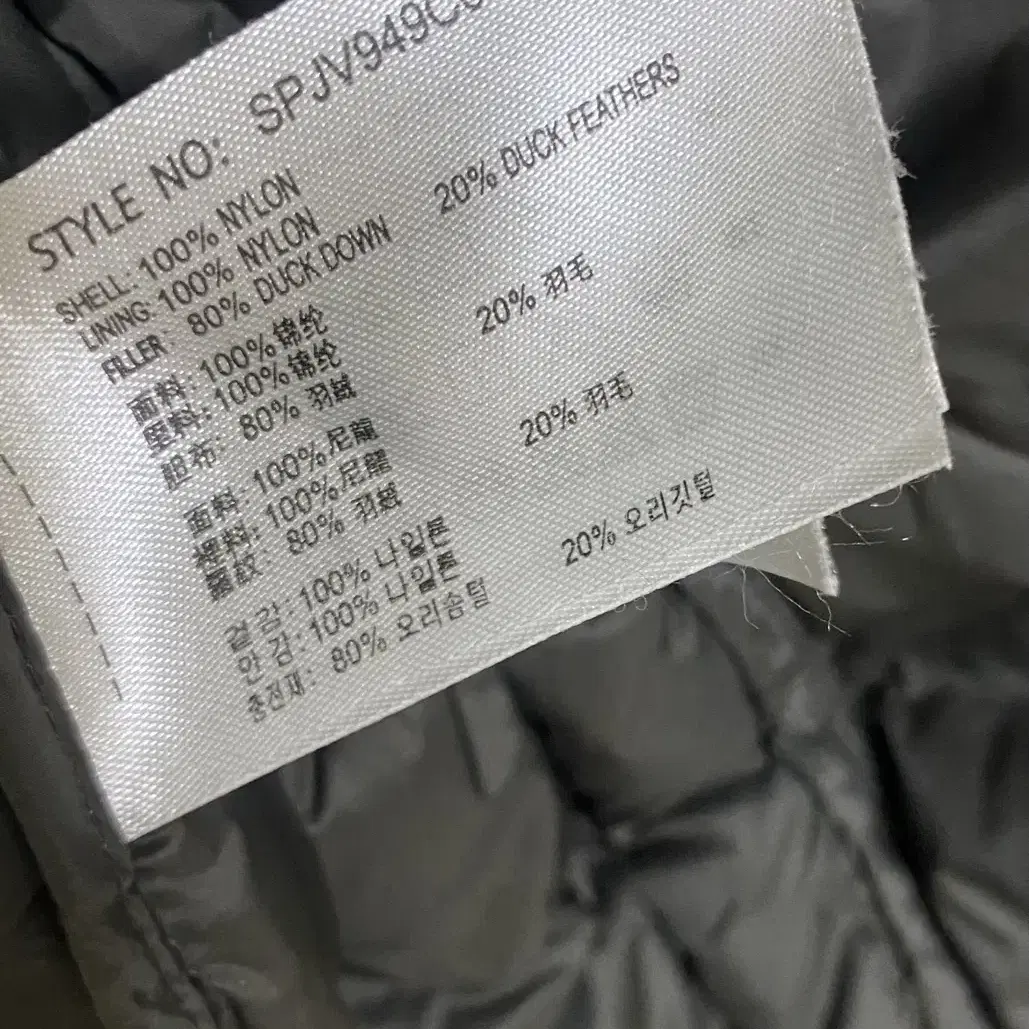 STYLE NO: SPJV949C
SHELL: 100% NYLON
LINING: 100% NYLON
FILLER: 80% DUCK DOWN 20% DUCK FEATHERS
面料: 100% 锦纶
里料: 100% 锦纶
胆布: 80% 羽绒 20% 羽毛
面料: 100% 尼龍
裡料: 100% 尼龍
80% 羽絨 20% 羽毛
겉감: 100% 나일론
안감: 100% 나일론
충전재: 80% 오리솜털 20% 오리깃털